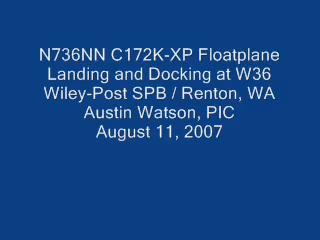 N736NN C172K-XP Floatplane
Landing and Docking at W36
Wiley-Post SPB / Renton, WA
Austin Watson, PIC
August 11, 2007